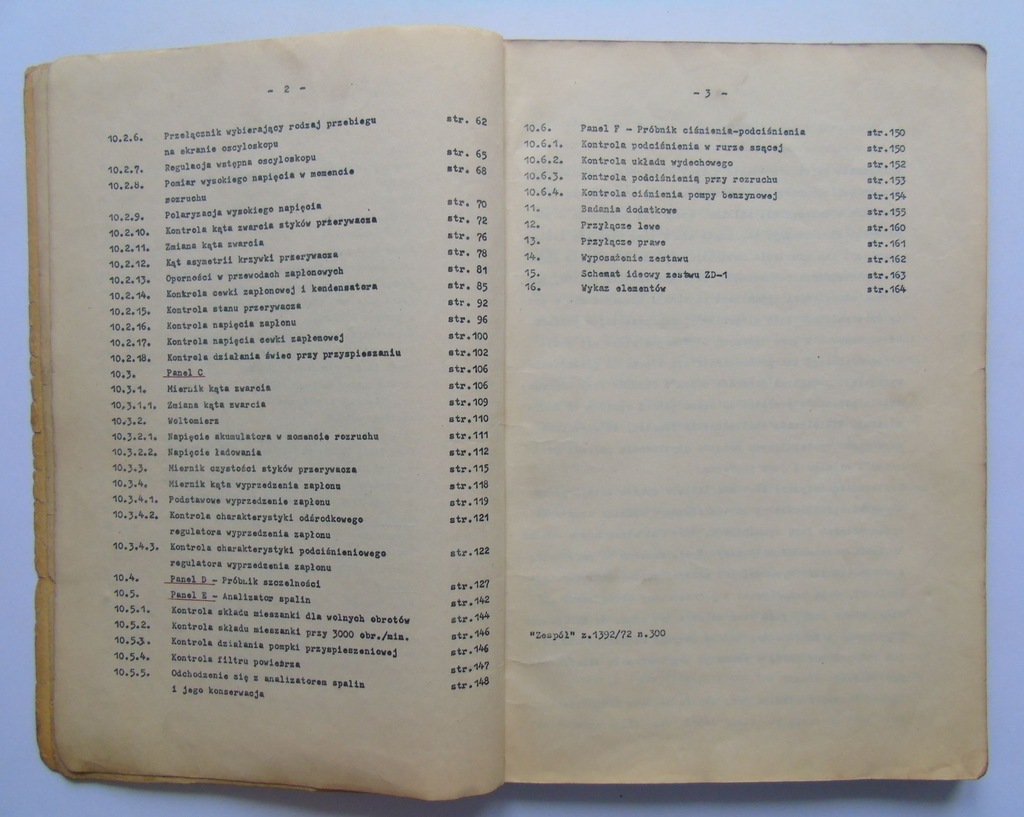 - 2 -
10.2.6. Przełącznik wybierający rodzaj przebiegu str. 62
na ekranie oscyloskopu
10.2.7. Regulacja wstępna oscyloskopu str. 65
10.2.8. Pomiar wysokiego napięcia w momencie str. 68
rozruchu
10.2.9. Polaryzacja wysokiego napięcia str. 70
10.2.10. Kontrola kąta zwarcia styków przerywacza str. 72
10.2.11. Zmiana kąta zwarcia str. 76
10.2.12. Kąt asymetrii krzywki przerywacza str. 78
10.2.13. Oporności w przewodach zapłonowych str. 81
10.2.14. Kontrola cewki zapłonowej i kondensatora str. 85
10.2.15. Kontrola stanu przerywacza str. 92
10.2.16. Kontrola napięcia zapłonu str. 96
10.2.17. Kontrola napięcia cewki zapłonowej str.100
10.2.18. Kontrola działania świec przy przyspieszaniu str.102
10.3. Panel C str.106
10.3.1. Miernik kąta zwarcia str.106
10.3.1.1. Zmiana kąta zwarcia str.109
10.3.2. Woltomierz str.110
10.3.2.1. Napięcie akumulatora w momencie rozruchu str.111
10.3.2.2. Napięcie ładowania str.112
10.3.3. Miernik czystości styków przerywacza str.115
10.3.4. Miernik kąta wyprzedzenia zapłonu str.118
10.3.4.1. Podstawowe wyprzedzenie zapłonu str.119
10.3.4.2. Kontrola charakterystyki odśrodkowego str.121
regulatora wyprzedzenia zapłonu
10.3.4.3. Kontrola charakterystyki podciśnieniowego str.122
regulatora wyprzedzenia zapłonu
10.4. Panel D - Próbnik szczelności str.127
10.5. Panel E - Analizator spalin str.142
10.5.1. Kontrola składu mieszanki dla wolnych obrotów str.144
10.5.2. Kontrola składu mieszanki przy 3000 obr./min. str.146
10.5.3. Kontrola działania pompki przyspieszeniowej str.146
10.5.4. Kontrola filtru powietrza str.147
10.5.5. Odchodzenie się z analizatorem spalin str.148
i jego konserwacja
- 3 -
10.6. Panel F - Próbnik ciśnienia-podciśnienia str.150
10.6.1. Kontrola podciśnienia w rurze ssącej str.150
10.6.2. Kontrola układu wydechowego str.152
10.6.3. Kontrola podciśnienią przy rozruchu str.153
10.6.4. Kontrola ciśnienia pompy benzynowej str.154
11. Badania dodatkowe str.155
12. Przyłącze lewe str.160
13. Przyłącze prawe str.161
14. Wyposażenie zestawu str.162
15. Schemat ideowy zestawu ZD-1 str.163
16. Wykaz elementów str.164
"Zespół" z.1392/72 n.300